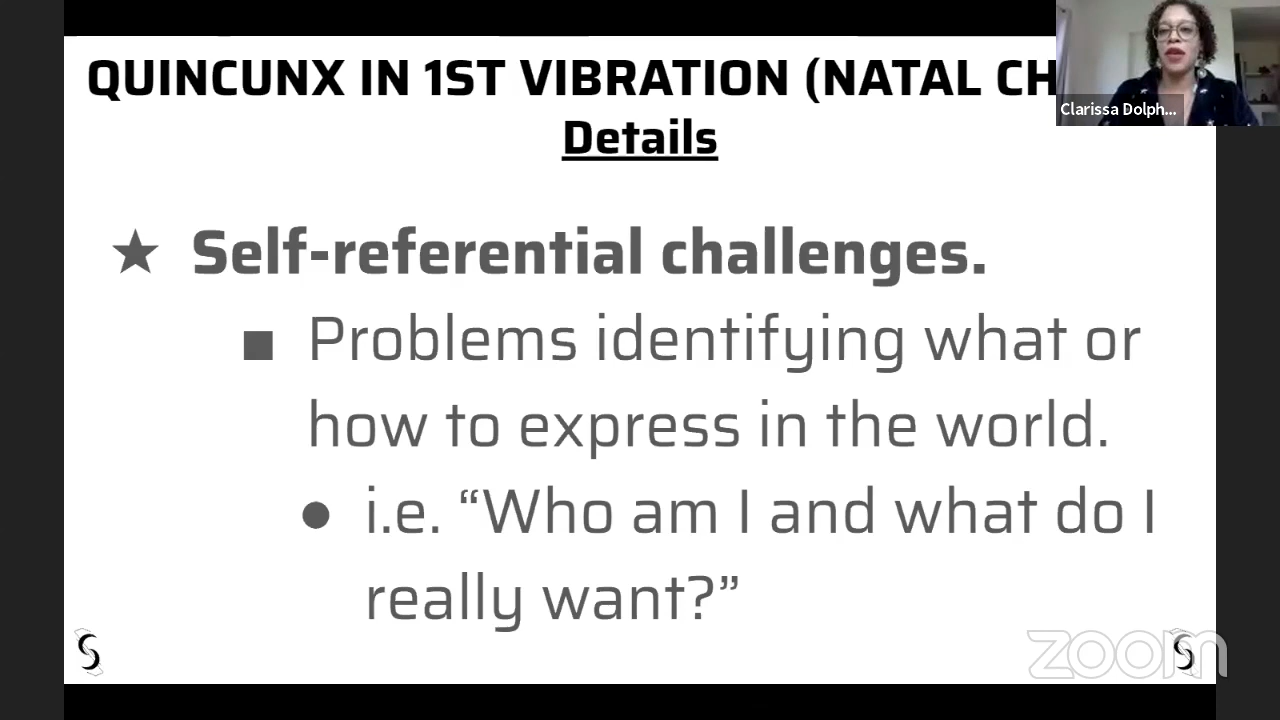 QUINCUNX IN 1ST VIBRATION (NATAL CH
Details
Clarissa Dolph...
★ Self-referential challenges.
■ Problems identifying what or
how to express in the world.
● i.e. “Who am I and what do I
really want?”
zoom